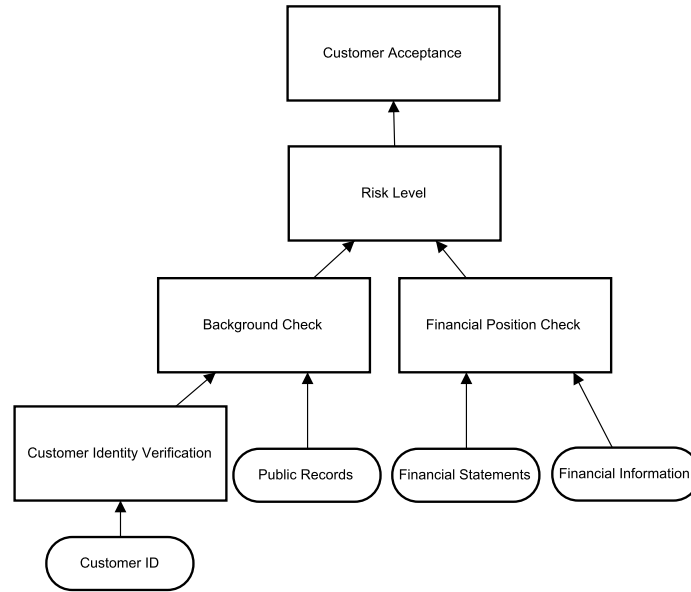 Customer Acceptance
Risk Level
Background Check
Financial Position Check
Customer Identity Verification
Public Records
Financial Statements
Financial Information
Customer ID